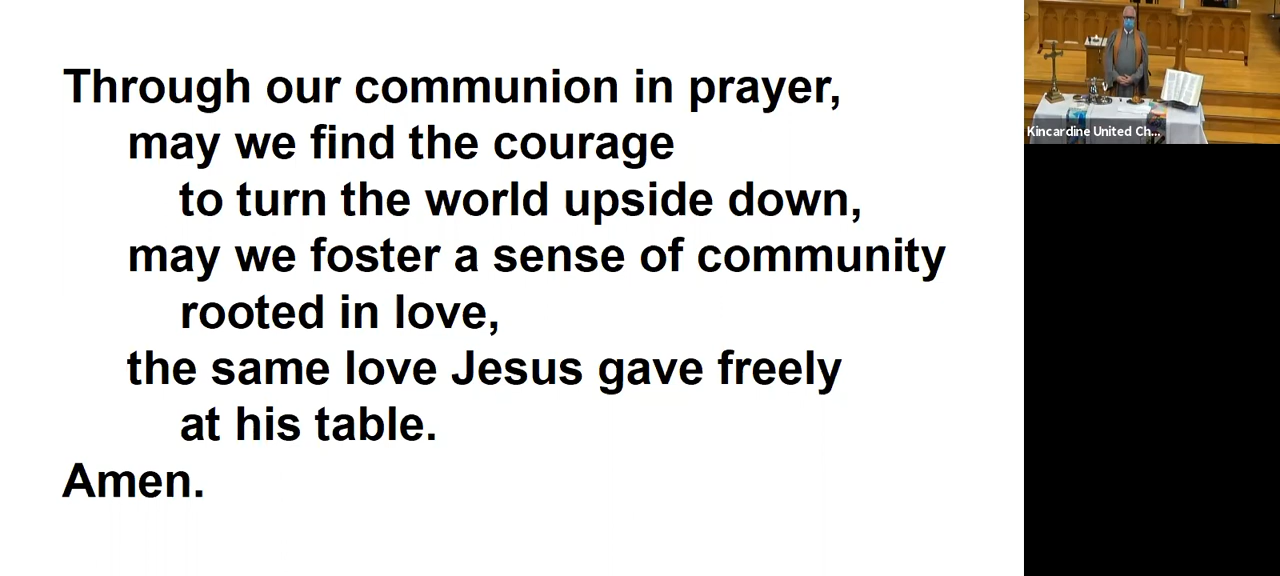 Through our communion in prayer,
may we find the courage
to turn the world upside down,
may we foster a sense of community
rooted in love,
the same love Jesus gave freely
at his table.
Amen.
Kincardine United Ch...